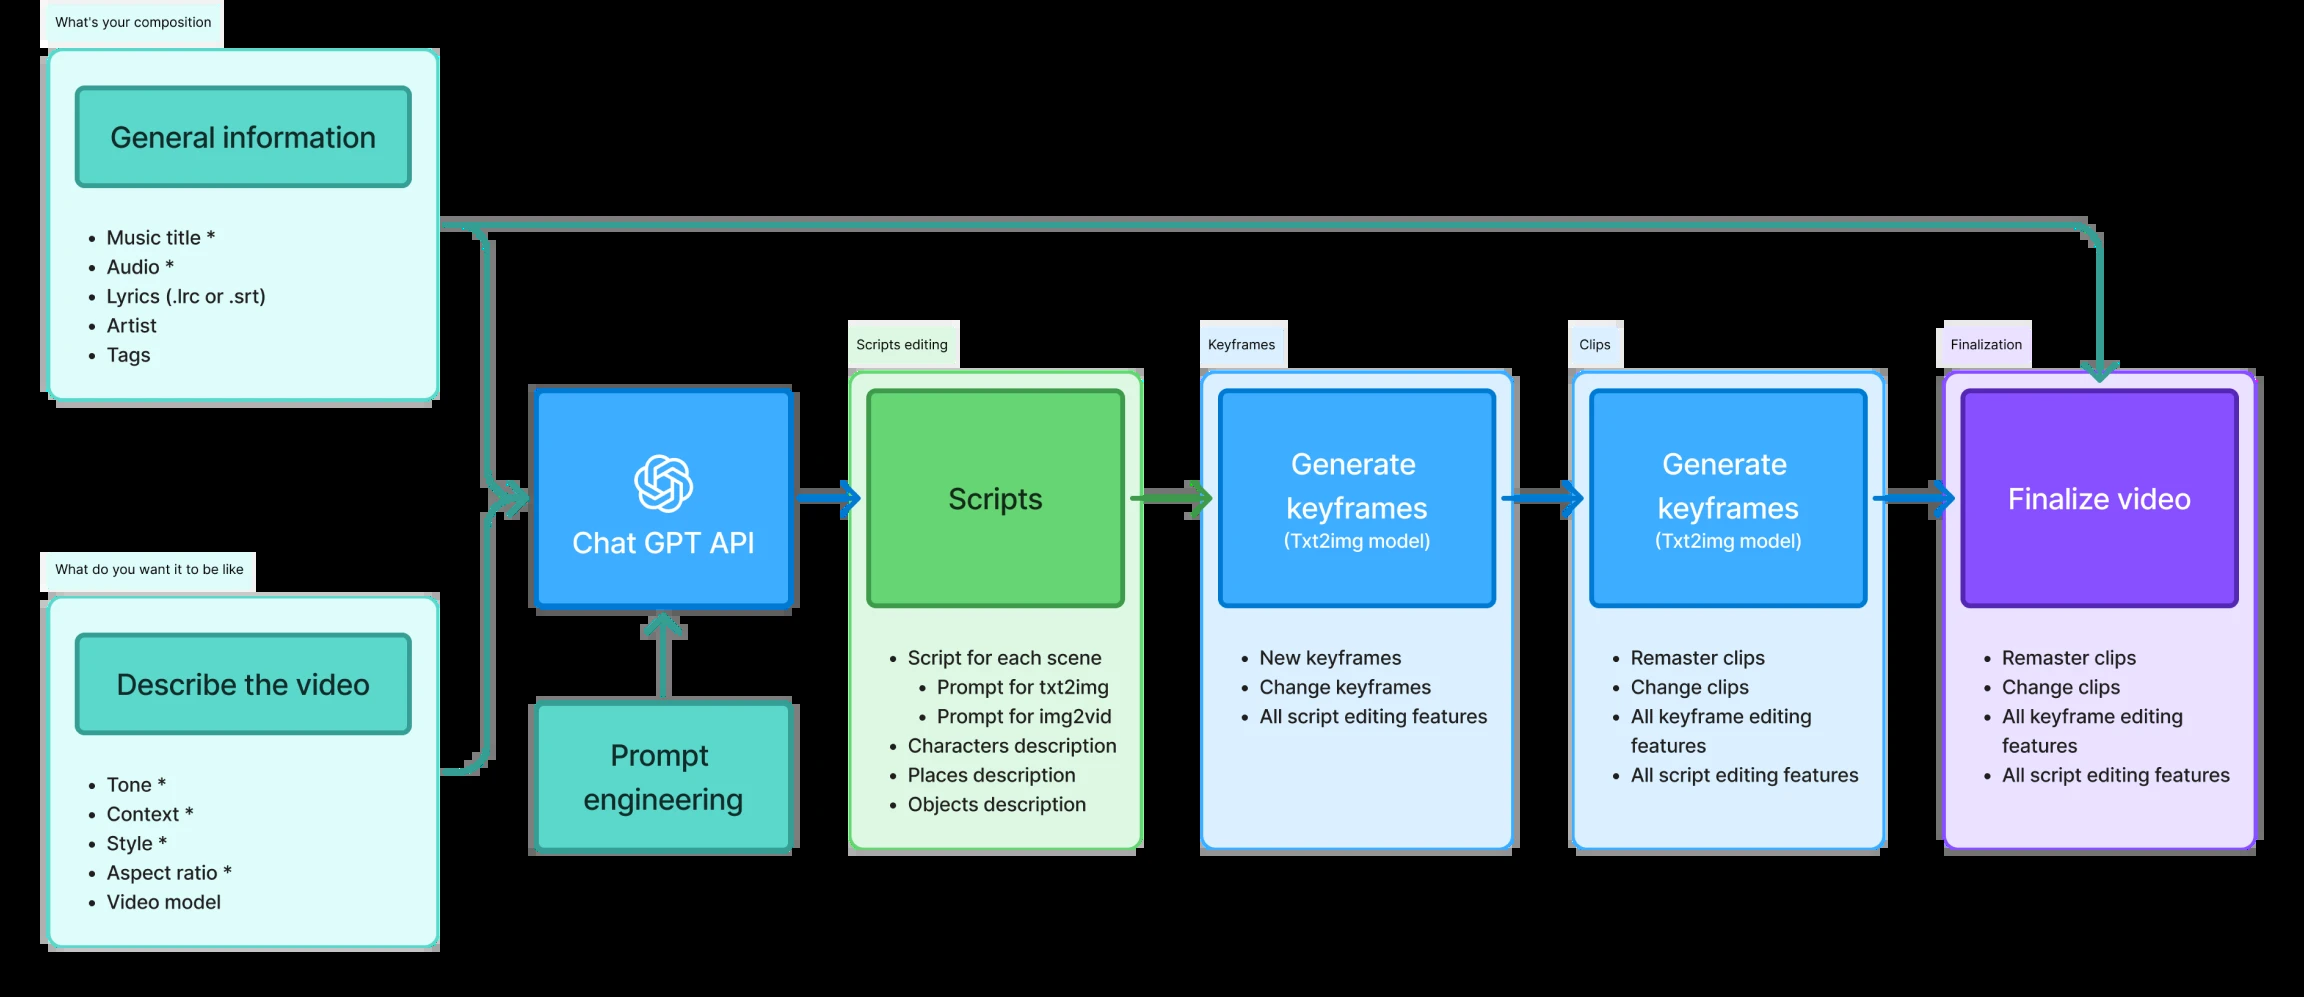 What's your composition
General information
• Music title *
• Audio *
• Lyrics (.lrc or .srt)
• Artist
• Tags
What do you want it to be like
Describe the video
• Tone *
• Context *
• Style *
• Aspect ratio *
• Video model
Chat GPT API
Prompt
engineering
Scripts editing
Scripts
• Script for each scene
• Prompt for txt2img
• Prompt for img2vid
• Characters description
• Places description
• Objects description
Keyframes
Generate
keyframes
(Txt2img model)
• New keyframes
• Change keyframes
• All script editing features
Clips
Generate
keyframes
(Txt2img model)
• Remaster clips
• Change clips
• All keyframe editing
features
• All script editing features
Finalization
Finalize video
• Remaster clips
• Change clips
• All keyframe editing
features
• All script editing features